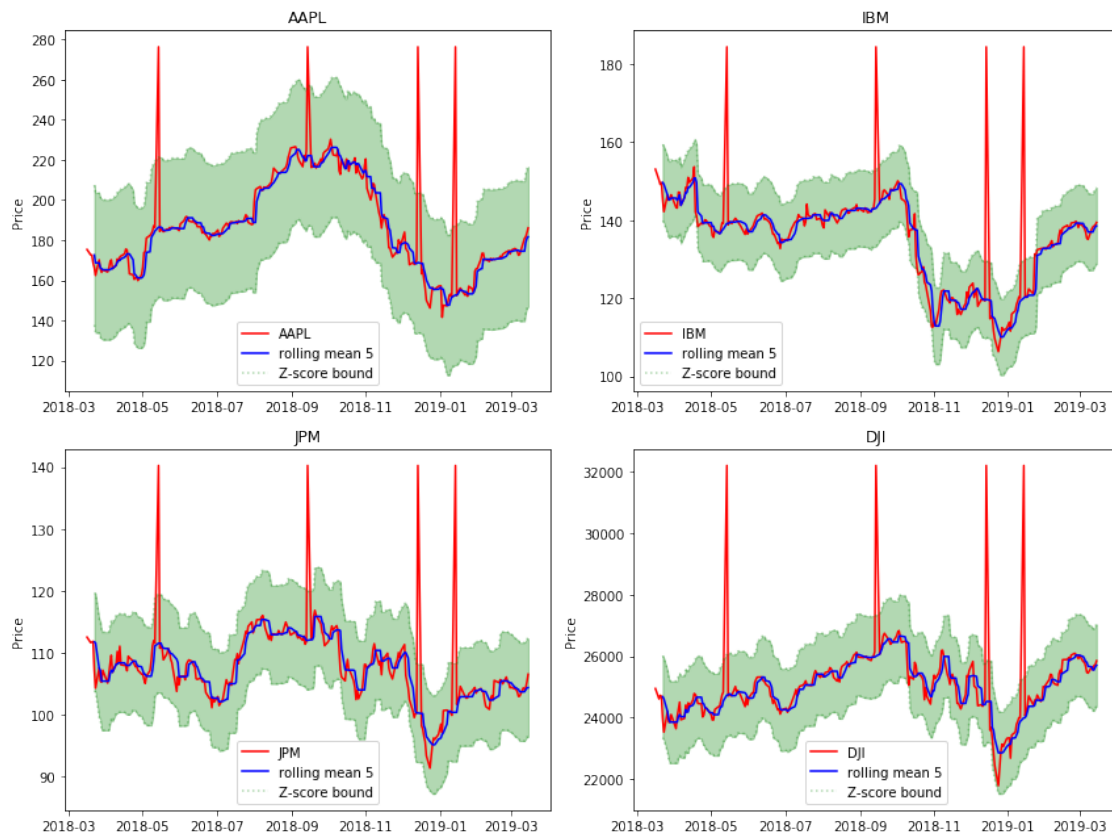 AAPL
280
260
240
220
200
180
160
140
120
Price
AAPL
rolling mean 5
Z-score bound
2018-03 2018-05 2018-07 2018-09 2018-11 2019-01 2019-03
IBM
180
160
140
120
100
Price
IBM
rolling mean 5
Z-score bound
2018-03 2018-05 2018-07 2018-09 2018-11 2019-01 2019-03
JPM
140
130
120
110
100
90
Price
JPM
rolling mean 5
Z-score bound
2018-03 2018-05 2018-07 2018-09 2018-11 2019-01 2019-03
DJI
32000
30000
28000
26000
24000
22000
Price
DJI
rolling mean 5
Z-score bound
2018-03 2018-05 2018-07 2018-09 2018-11 2019-01 2019-03